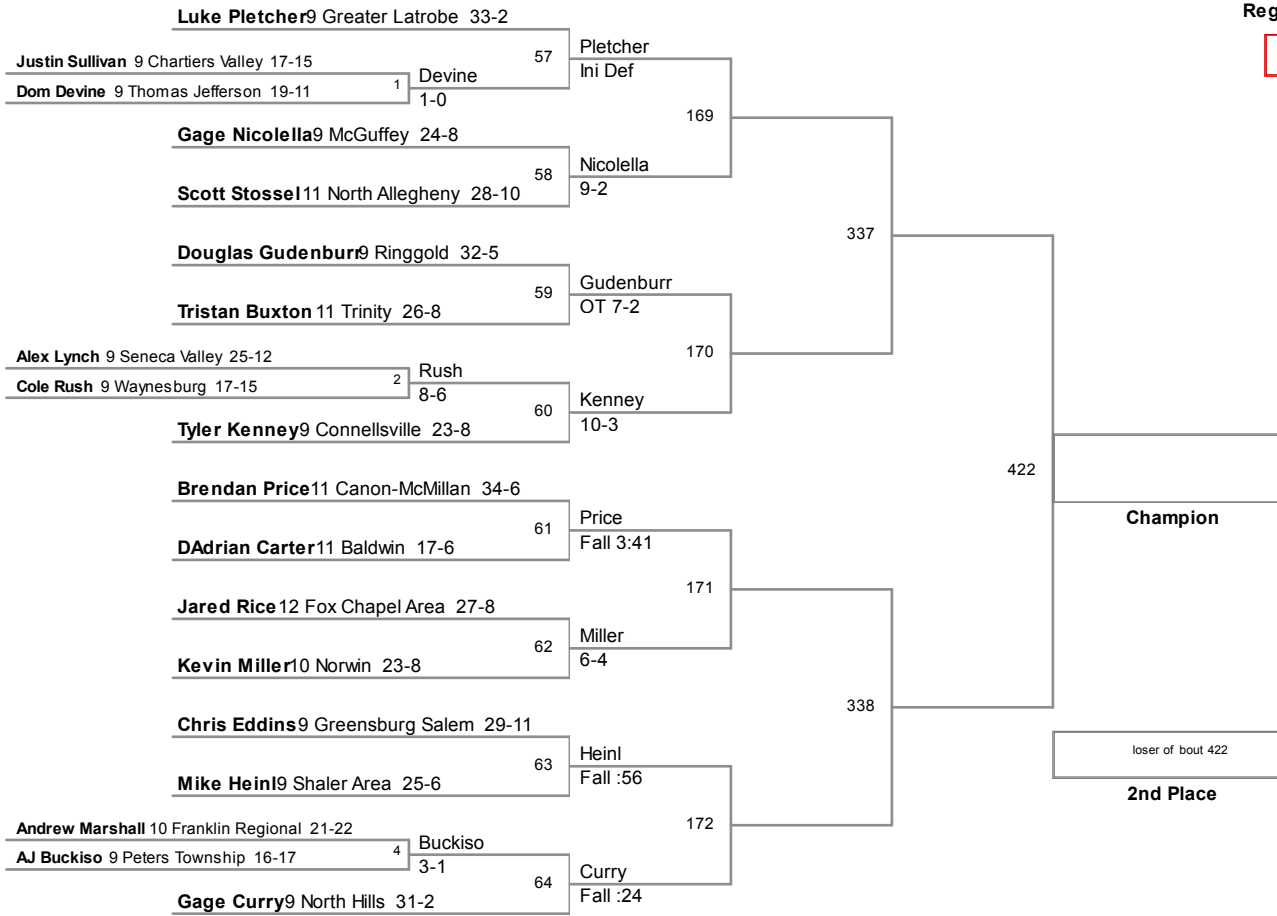 Reg
Luke Pletcher9 Greater Latrobe 33-2
57
Pletcher
Ini Def
Justin Sullivan 9 Chartiers Valley 17-15
1
Devine
1-0
Dom Devine 9 Thomas Jefferson 19-11
169
Gage Nicolella9 McGuffey 24-8
58
Nicolella
9-2
Scott Stossel11 North Allegheny 28-10
337
Douglas Gudenburr9 Ringgold 32-5
59
Gudenburr
OT 7-2
Tristan Buxton 11 Trinity 26-8
170
Alex Lynch 9 Seneca Valley 25-12
2
Rush
8-6
Cole Rush 9 Waynesburg 17-15
60
Kenney
10-3
Tyler Kenney9 Connellsville 23-8
422
Champion
Brendan Price11 Canon-McMillan 34-6
61
Price
Fall 3:41
DAdrian Carter11 Baldwin 17-6
171
Jared Rice12 Fox Chapel Area 27-8
62
Miller
6-4
Kevin Miller10 Norwin 23-8
338
Chris Eddins9 Greensburg Salem 29-11
63
Heinl
Fall :56
Mike Heinl9 Shaler Area 25-6
loser of bout 422
2nd Place
172
Andrew Marshall 10 Franklin Regional 21-22
4
Buckiso
3-1
AJ Buckiso 9 Peters Township 16-17
64
Curry
Fall :24
Gage Curry9 North Hills 31-2